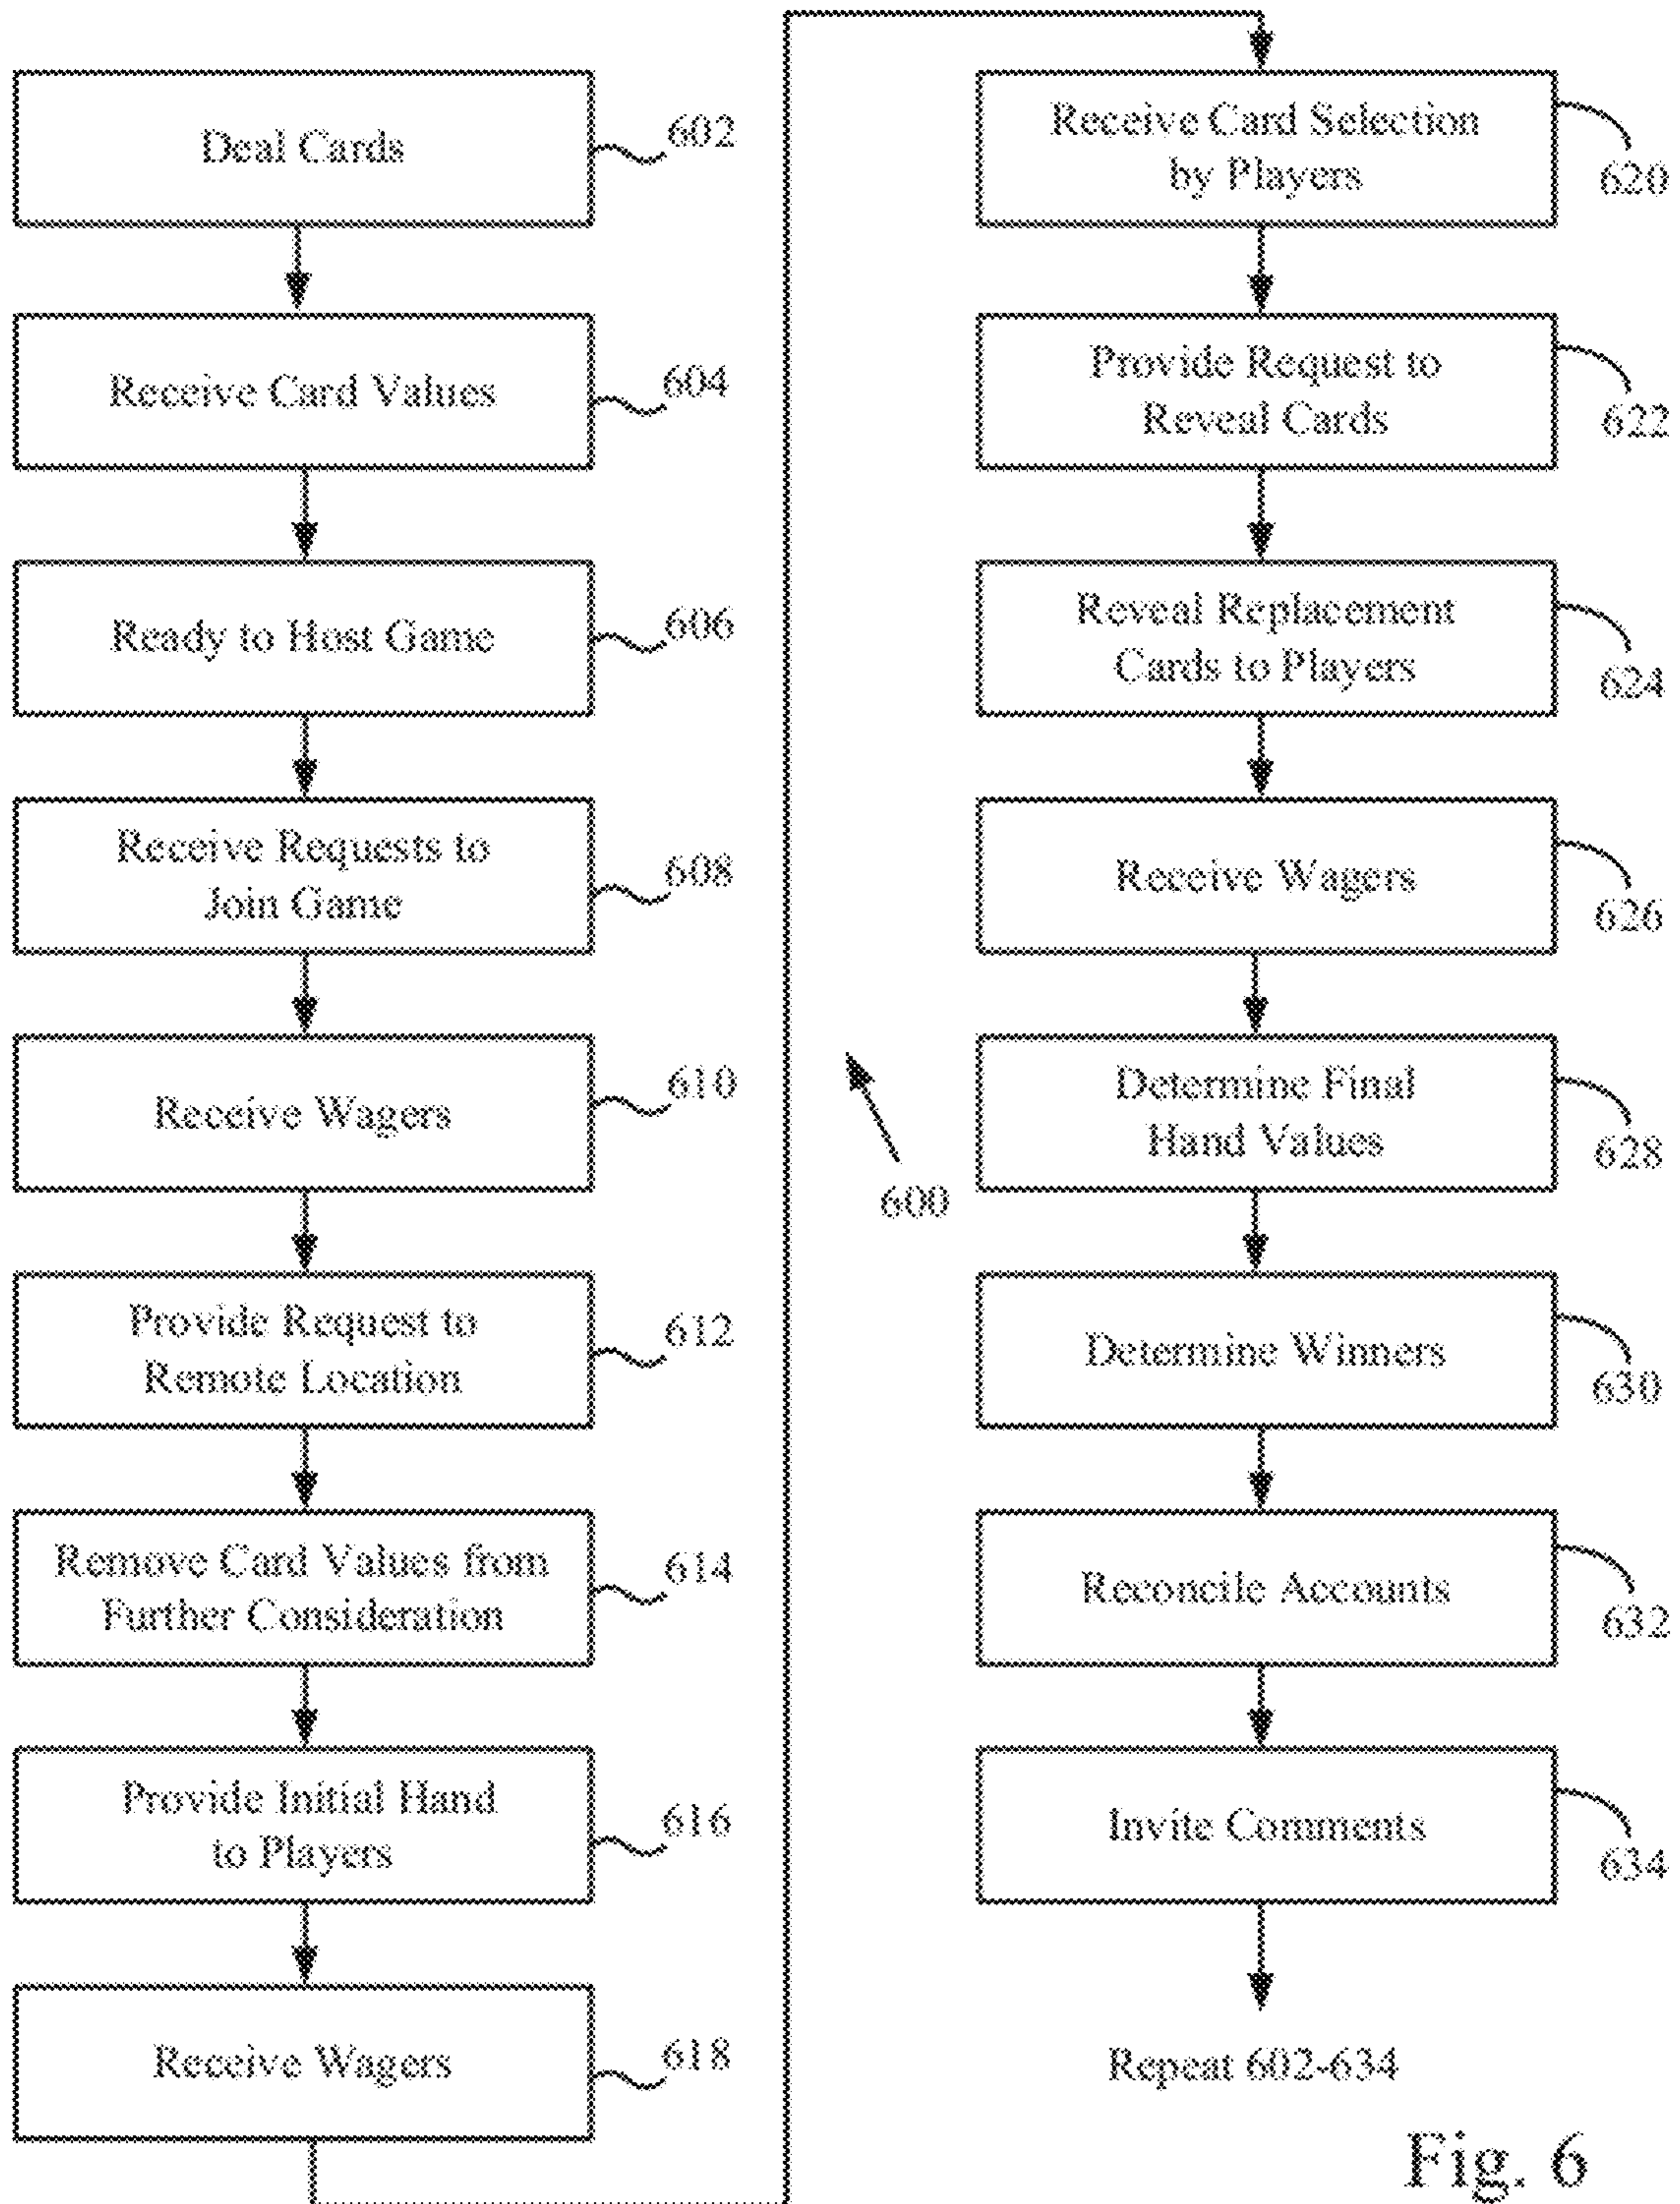 Deal Cards
602
Receive Card Values
604
Ready to Host Game
606
Receive Requests to
Join Game
608
Receive Wagers
610
Provide Request to
Remote Location
612
Remove Card Values from
Further Consideration
614
Provide Initial Hand
to Players
616
Receive Wagers
618
600
Receive Card Selection
by Players
620
Provide Request to
Reveal Cards
622
Reveal Replacement
Cards to Players
624
Receive Wagers
626
Determine Final
Hand Values
628
Determine Winners
630
Reconcile Accounts
632
Invite Comments
634
Repeat 602-634
Fig. 6